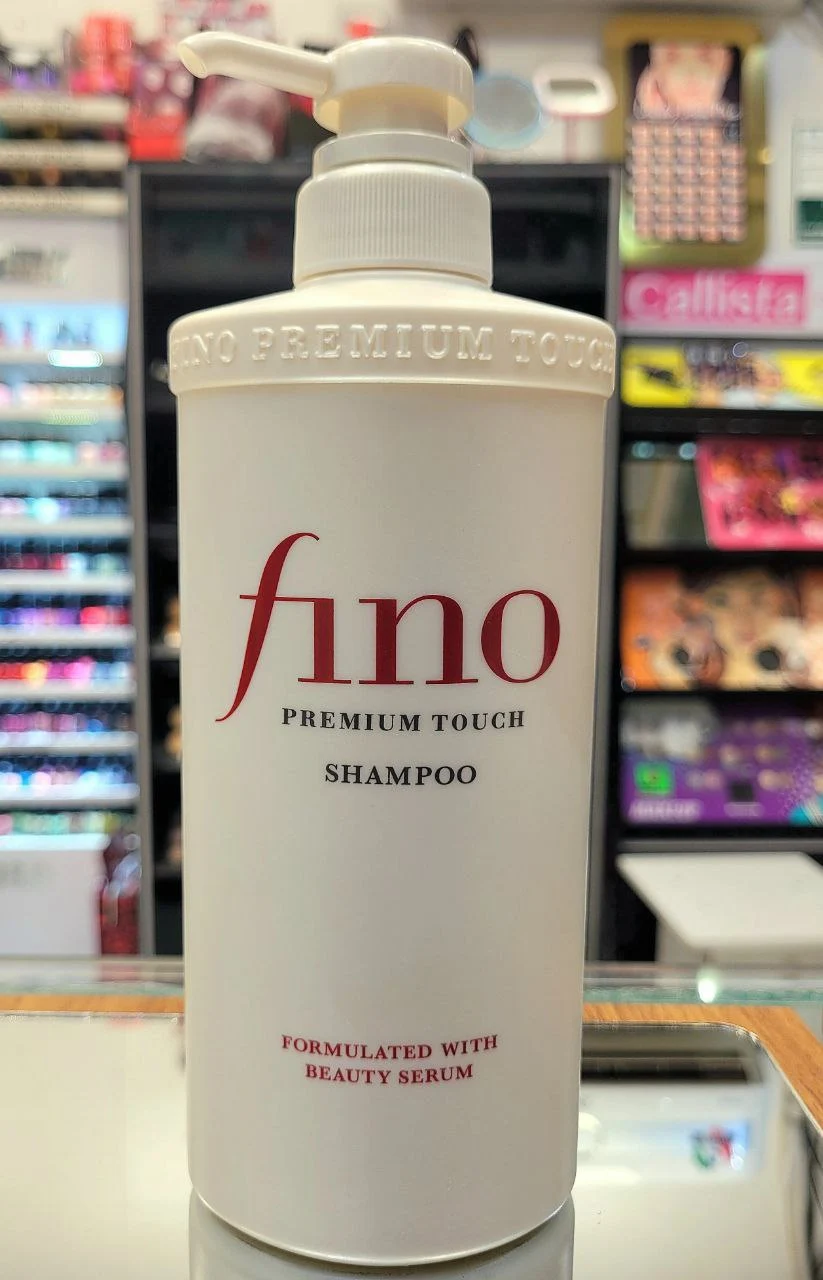 FINO PREMIUM TOUCH
Callista
fino
PREMIUM TOUCH
SHAMPOO
FORMULATED WITH
BEAUTY SERUM